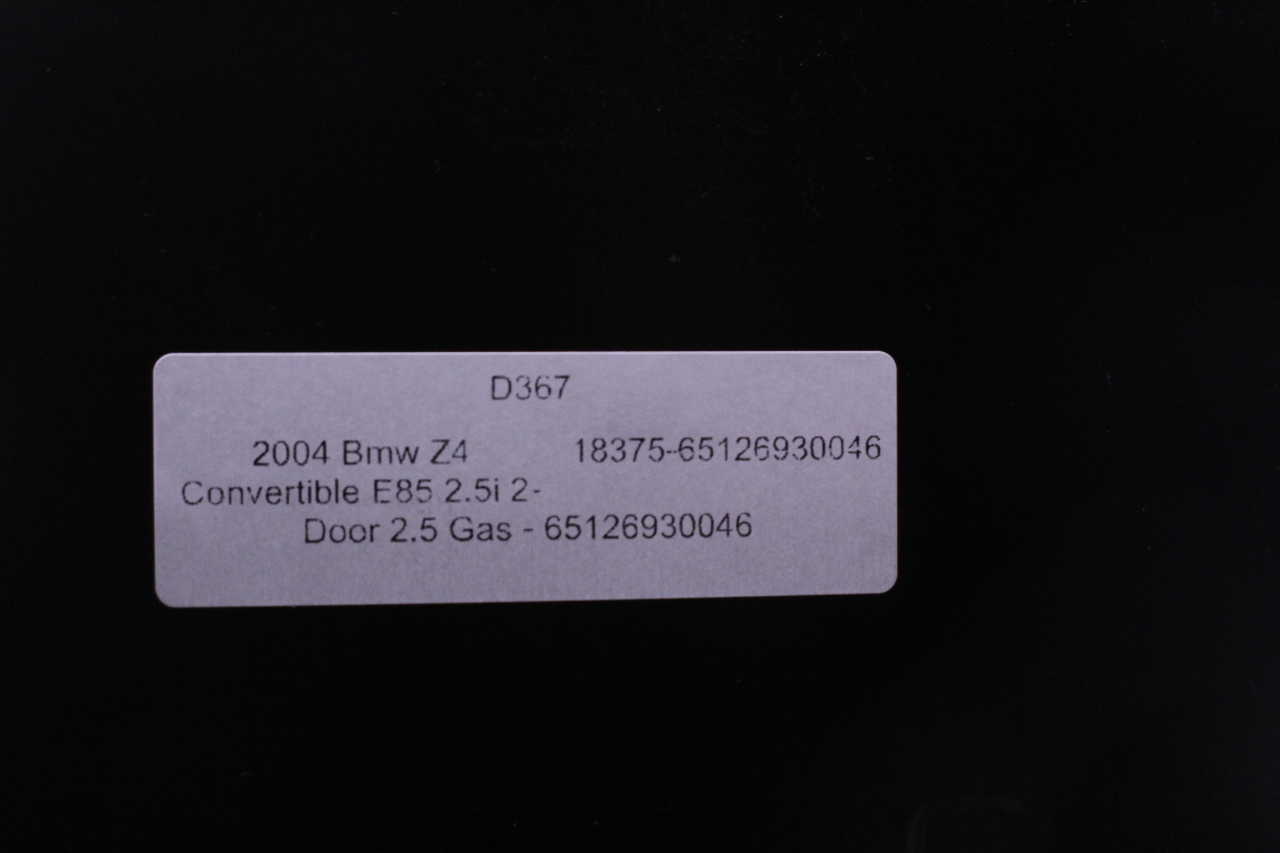 D367
2004 Bmw Z4 18375-65126930046
Convertible E85 2.5i 2-
Door 2.5 Gas - 65126930046